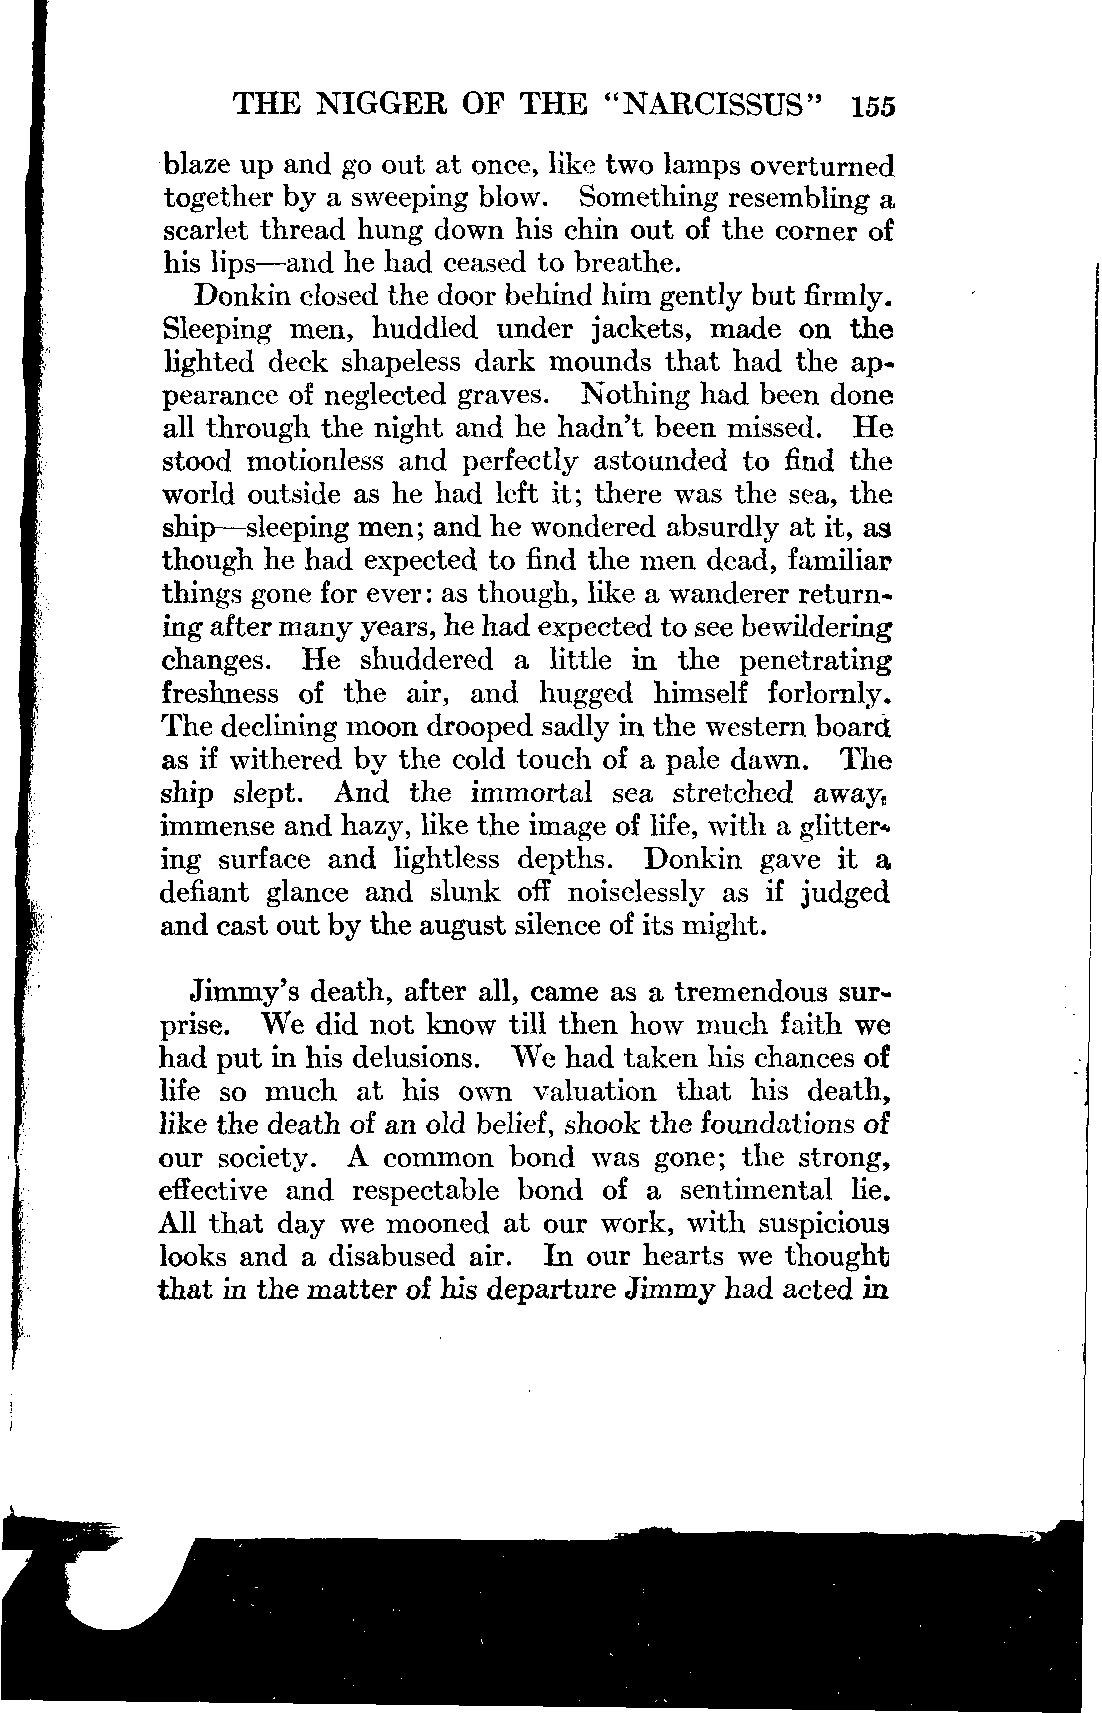 THE NIGGER OF THE "NARCISSUS" 155
blaze up and go out at once, like two lamps overturned
together by a sweeping blow. Something resembling a
scarlet thread hung down his chin out of the corner of
his lips—and he had ceased to breathe.
Donkin closed the door behind him gently but firmly.
Sleeping men, huddled under jackets, made on the
lighted deck shapeless dark mounds that had the ap-
pearance of neglected graves. Nothing had been done
all through the night and he hadn't been missed. He
stood motionless and perfectly astounded to find the
world outside as he had left it; there was the sea, the
ship—sleeping men; and he wondered absurdly at it, as
though he had expected to find the men dead, familiar
things gone for ever: as though, like a wanderer return-
ing after many years, he had expected to see bewildering
changes. He shuddered a little in the penetrating
freshness of the air, and hugged himself forlornly.
The declining moon drooped sadly in the western board
as if withered by the cold touch of a pale dawn. The
ship slept. And the immortal sea stretched away,
immense and hazy, like the image of life, with a glitter-
ing surface and lightless depths. Donkin gave it a
defiant glance and slunk off noiselessly as if judged
and cast out by the august silence of its might.
Jimmy's death, after all, came as a tremendous sur-
prise. We did not know till then how much faith we
had put in his delusions. We had taken his chances of
life so much at his own valuation that his death,
like the death of an old belief, shook the foundations of
our society. A common bond was gone; the strong,
effective and respectable bond of a sentimental lie.
All that day we mooned at our work, with suspicious
looks and a disabused air. In our hearts we thought
that in the matter of his departure Jimmy had acted in